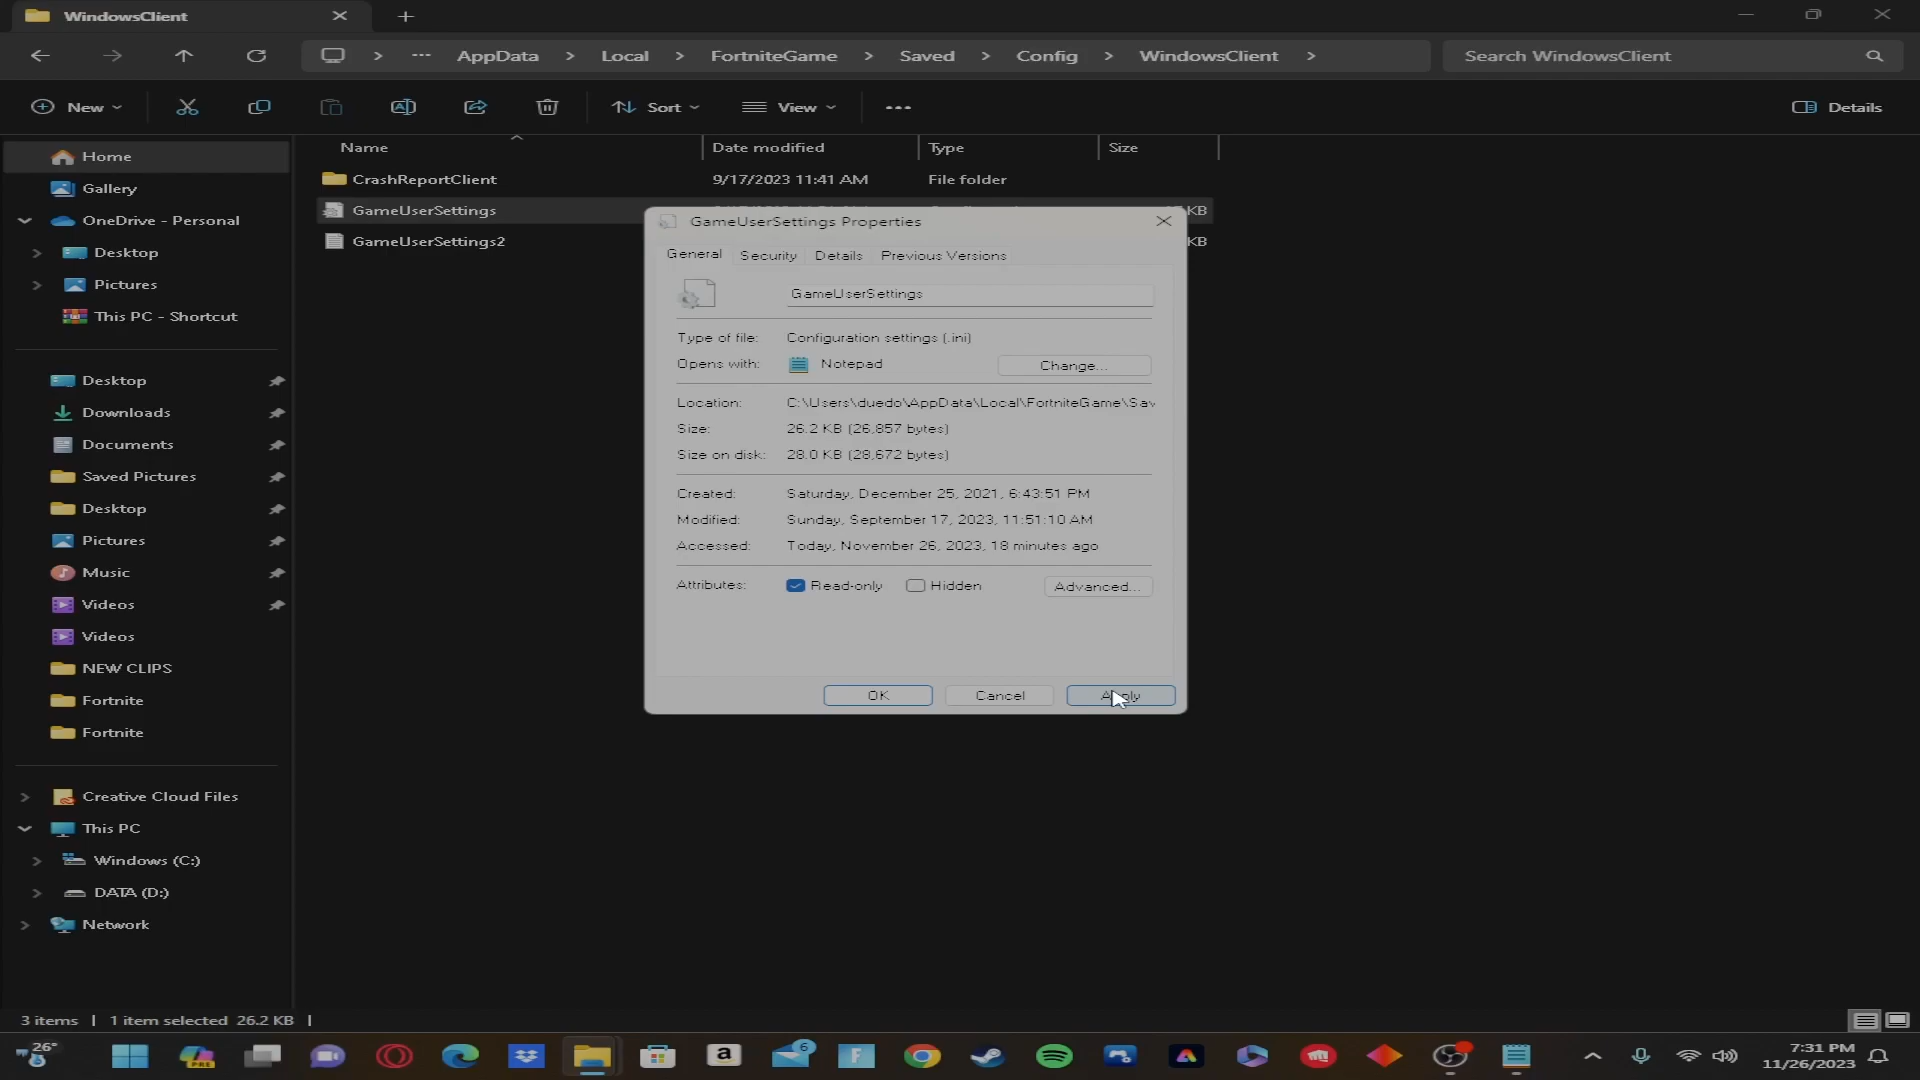 WindowsClient
AppData > Local > FortniteGame > Saved > Config > WindowsClient >
Search WindowsClient
New
Sort
View
Details
Name
Date modified
Type
Size
CrashReportClient
9/17/2023 11:41 AM
File folder
GameUserSettings
KB
GameUserSettings2
KB
Home
Gallery
OneDrive - Personal
Desktop
Pictures
This PC - Shortcut
Desktop
Downloads
Documents
Saved Pictures
Desktop
Pictures
Music
Videos
Videos
NEW CLIPS
Fortnite
Fortnite
Creative Cloud Files
This PC
Windows (C:)
DATA (D:)
Network
GameUserSettings Properties
General
Security
Details
Previous Versions
GameUserSettings
Type of file: Configuration settings (.ini)
Opens with: Notepad
Change...
Location: C:\Users\duedo\AppData\Local\FortniteGame\Sav
Size: 26.2 KB (26,857 bytes)
Size on disk: 28.0 KB (28,672 bytes)
Created: Saturday, December 25, 2021, 6:43:51 PM
Modified: Sunday, September 17, 2023, 11:51:10 AM
Accessed: Today, November 26, 2023, 18 minutes ago
Attributes: Read-only Hidden
Advanced...
OK
Cancel
Apply
3 items | 1 item selected 26.2 KB |
26°
PRE
a
6
F
7:31 PM
11/26/2023